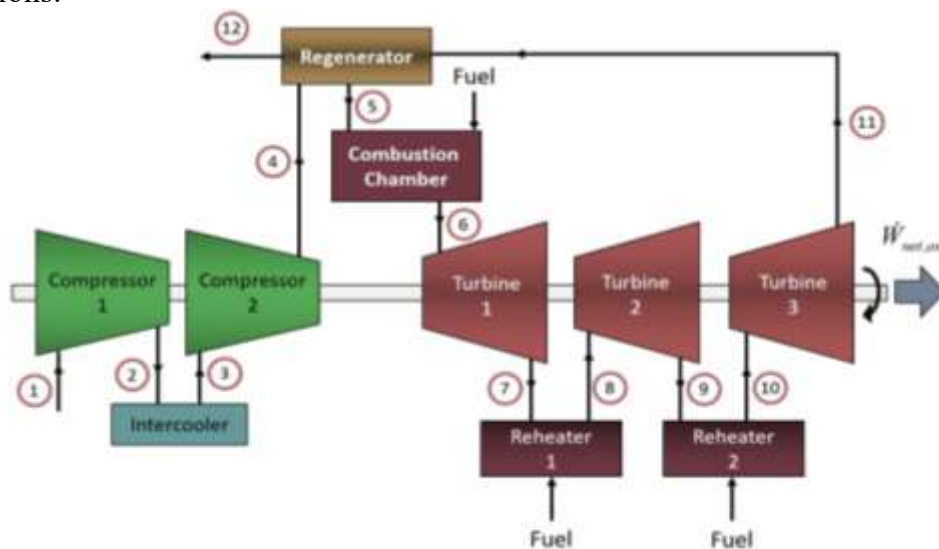 12
Regenerator
Fuel
5
11
4
Combustion
Chamber
6
Compressor
1
Compressor
2
Turbine
1
Turbine
2
Turbine
3
1
2
3
7
8
9
10
Intercooler
Reheater
1
Reheater
2
Fuel
Fuel